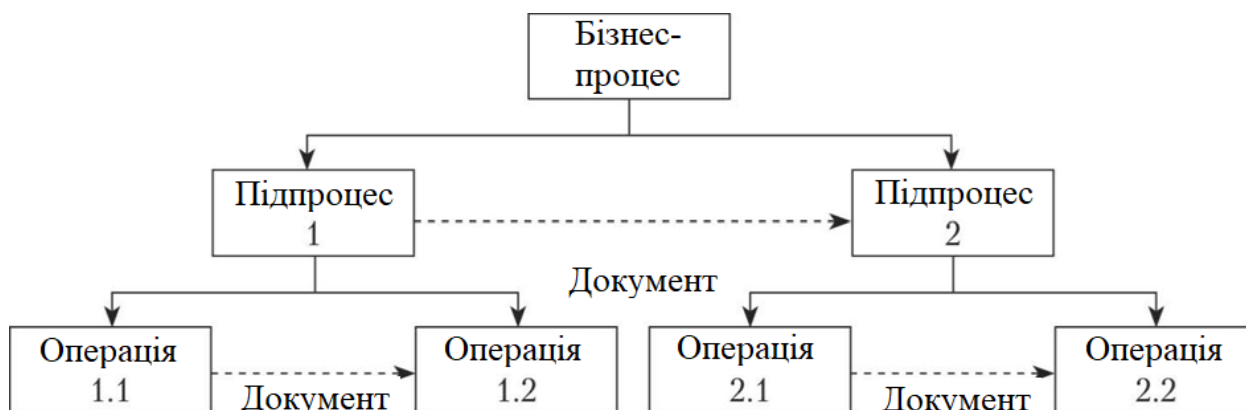 Бізнес-
процес
Підпроцес
1
Підпроцес
2
Документ
Операція
1.1
Документ
Операція
1.2
Операція
2.1
Документ
Операція
2.2